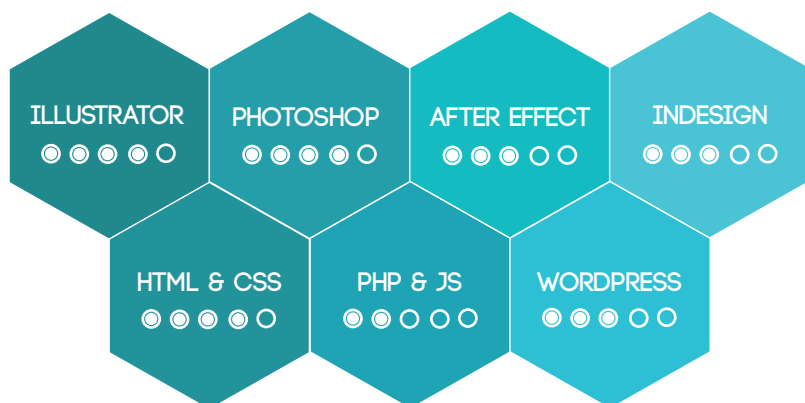 ILLUSTRATOR
PHOTOSHOP
AFTER EFFECT
INDESIGN
HTML & CSS
PHP & JS
WORDPRESS